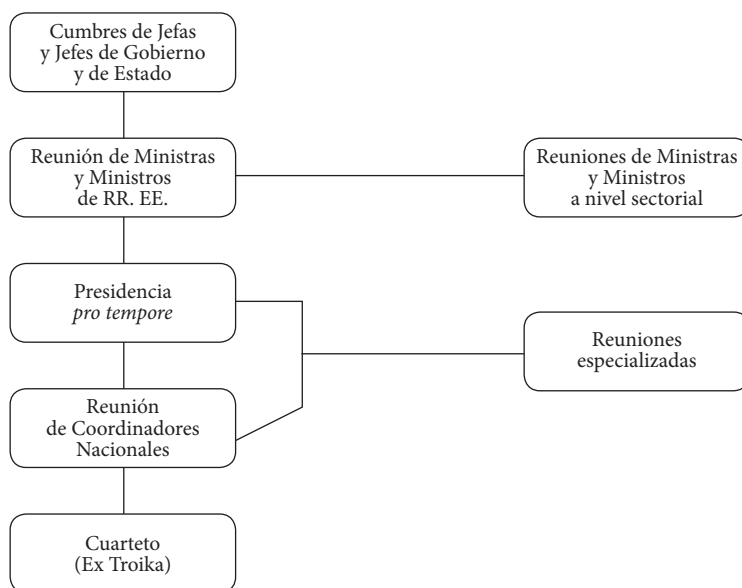 Cumbres de Jefas
y Jefes de Gobierno
y de Estado
Reunión de Ministras
y Ministros
de RR. EE.
Reuniones de Ministras
y Ministros
a nivel sectorial
Presidencia
pro tempore
Reuniones
especializadas
Reunión
de Coordinadores
Nacionales
Cuarteto
(Ex Troika)